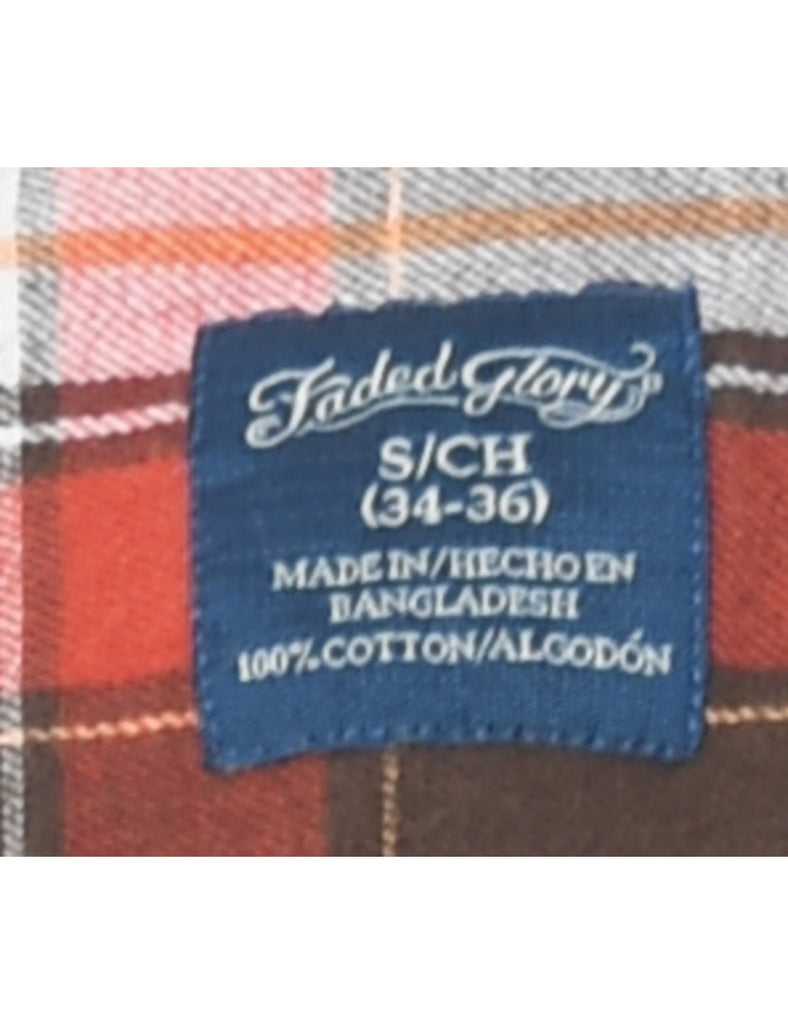 Faded Glory
S/CH
(34-36)
MADE IN/HECHO EN
BANGLADESH
100% COTTON/ALGODÓN